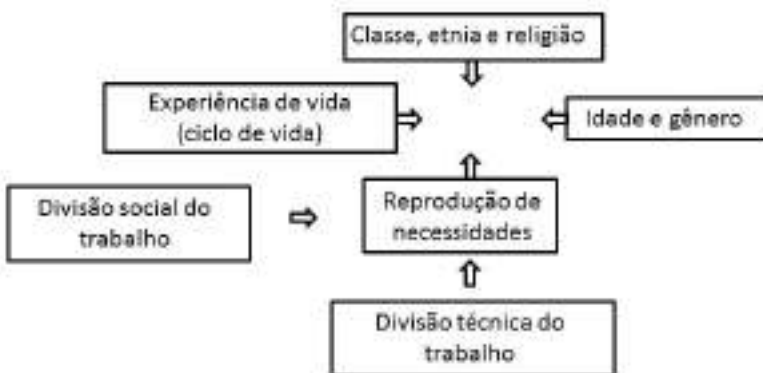 Classe, etnia e religião
Experiência de vida
(ciclo de vida)
Idade e gênero
Divisão social do
trabalho
Reprodução de
necessidades
Divisão técnica do
trabalho